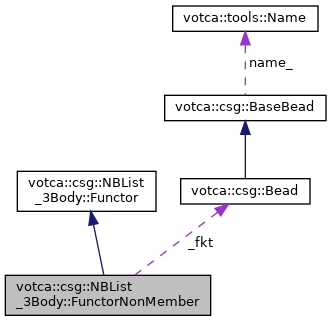 votca::tools::Name
name_
votca::csg::BaseBead
votca::csg::NBList
_3Body::Functor
votca::csg::Bead
_fkt
votca::csg::NBList
_3Body::FunctorNonMember